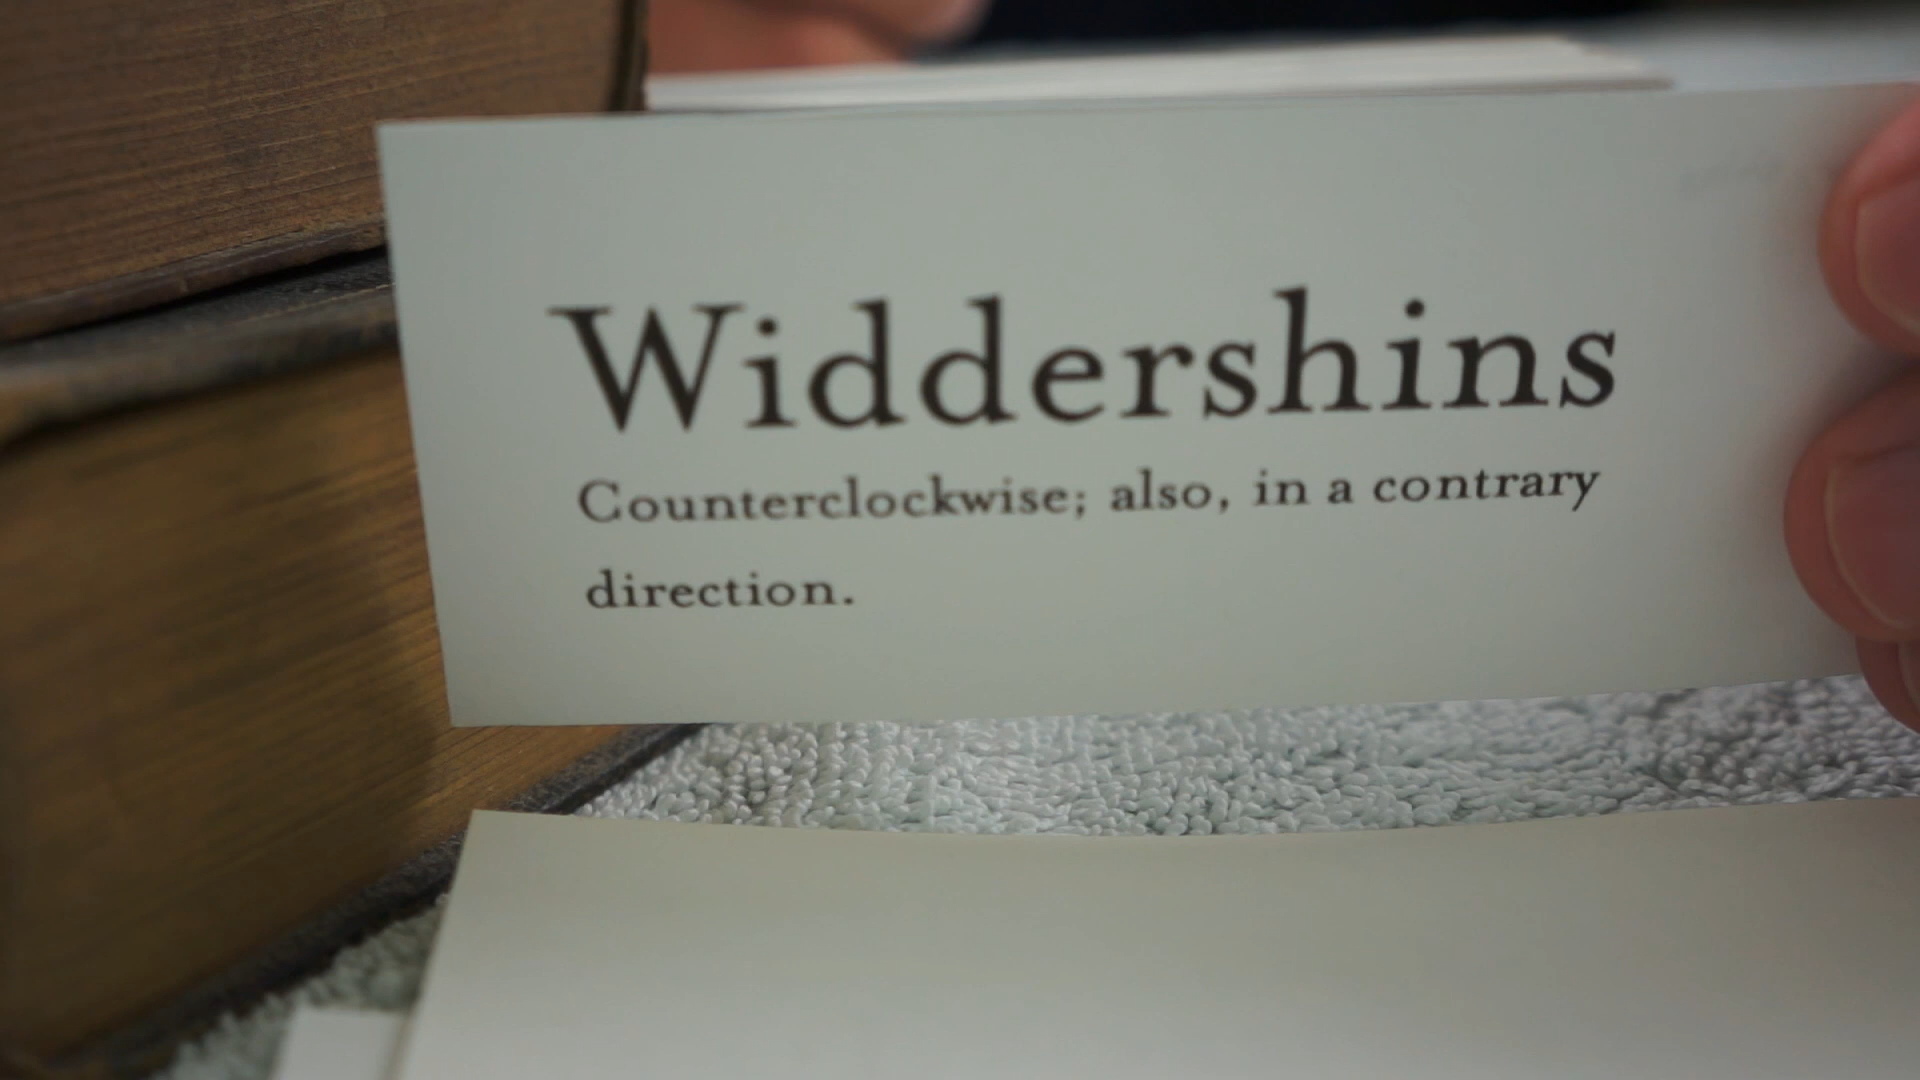 Widdershins
Counterclockwise; also, in a contrary
direction.